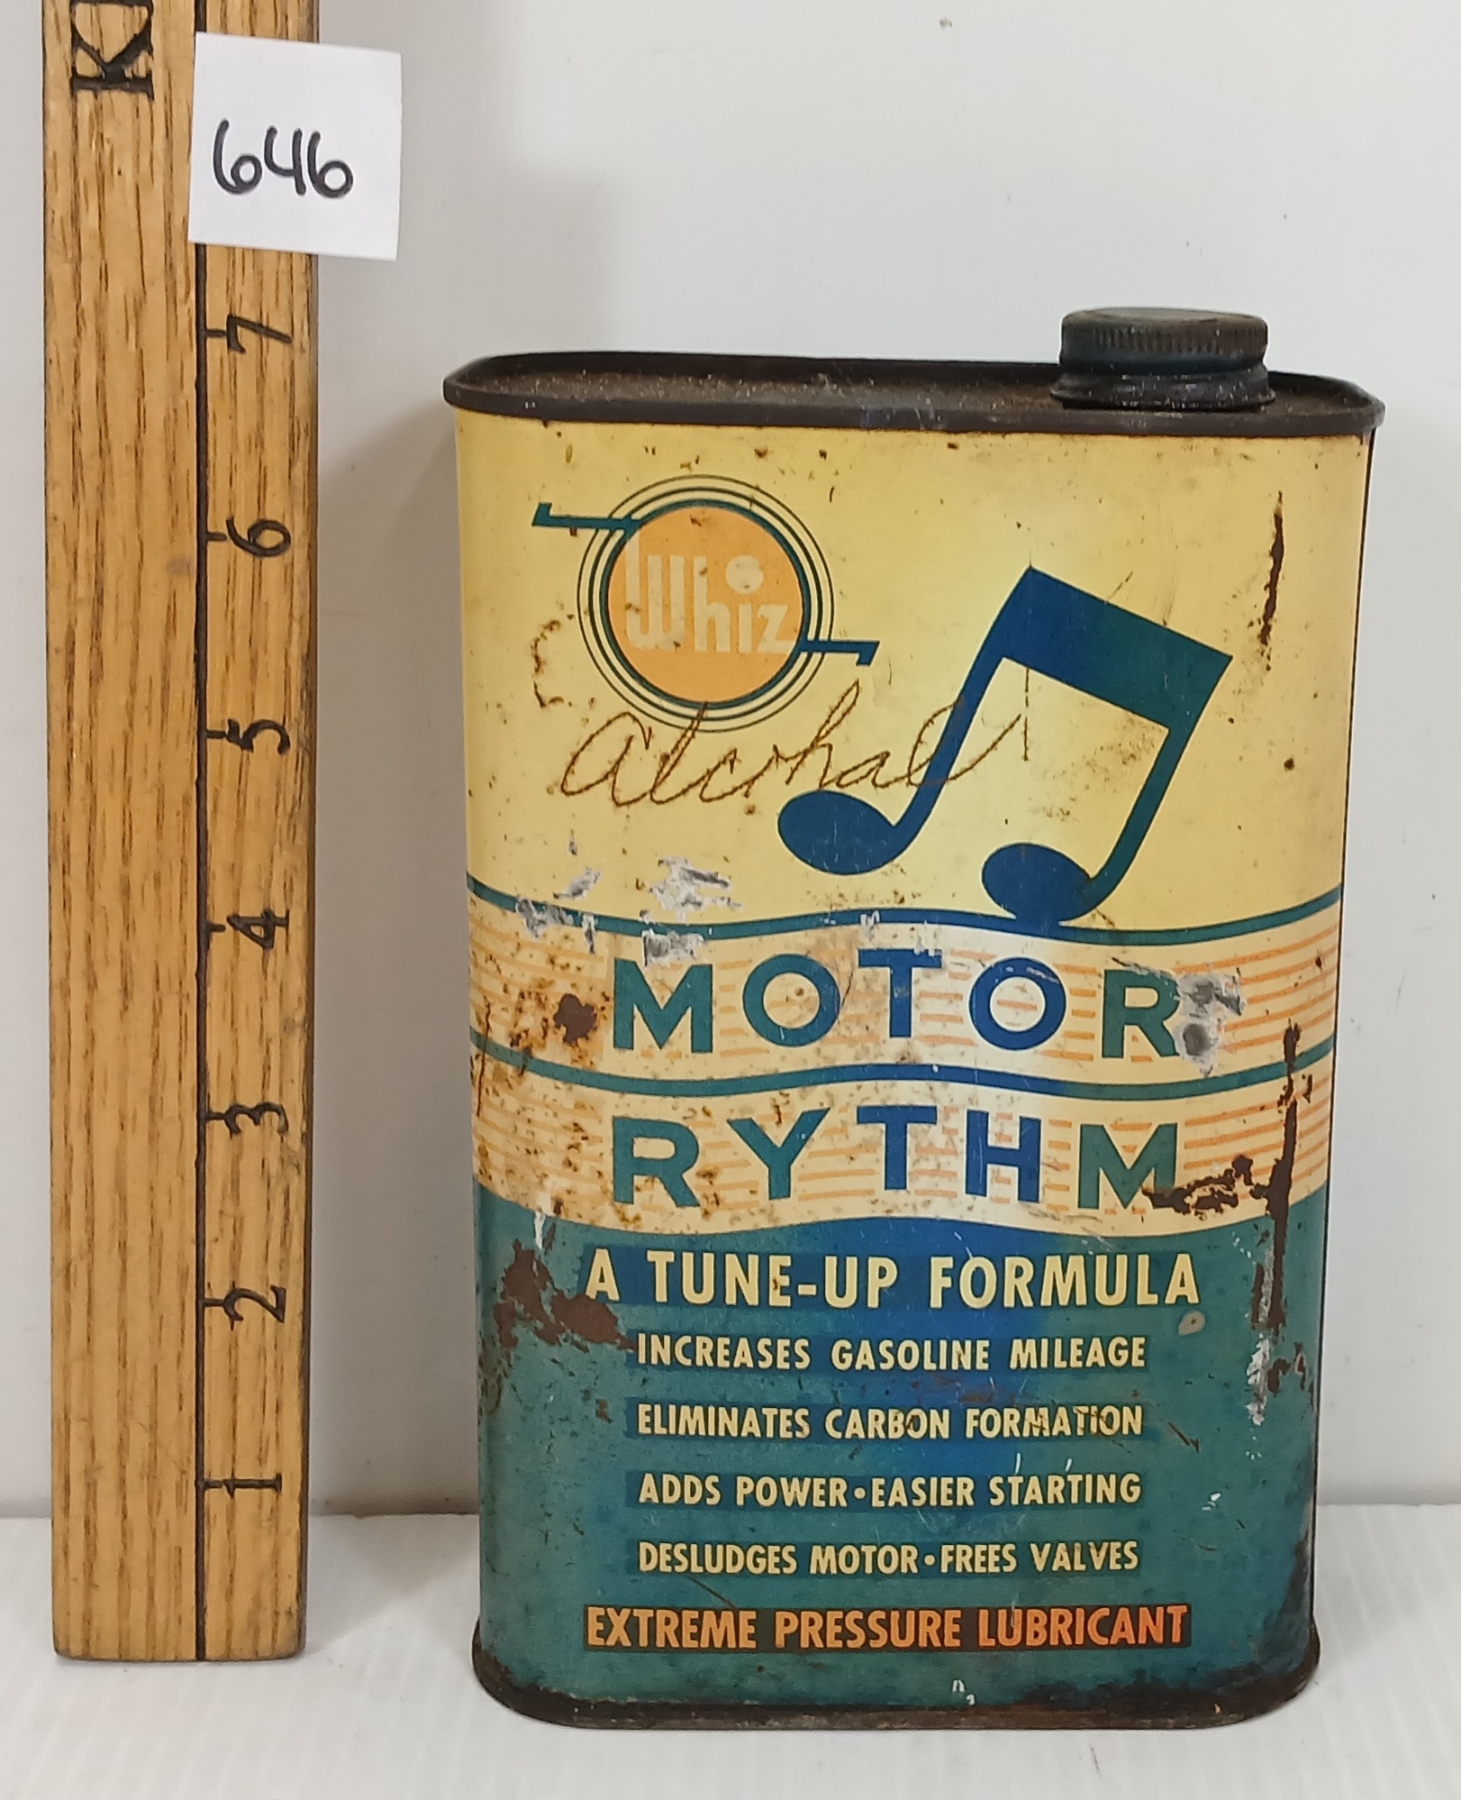 646
7
6
5
4
3
2
1
Whiz
Alcohol
MOTOR
RYTHM
A TUNE-UP FORMULA
INCREASES GASOLINE MILEAGE
ELIMINATES CARBON FORMATION
ADDS POWER•EASIER STARTING
DESLUDGES MOTOR•FREES VALVES
EXTREME PRESSURE LUBRICANT